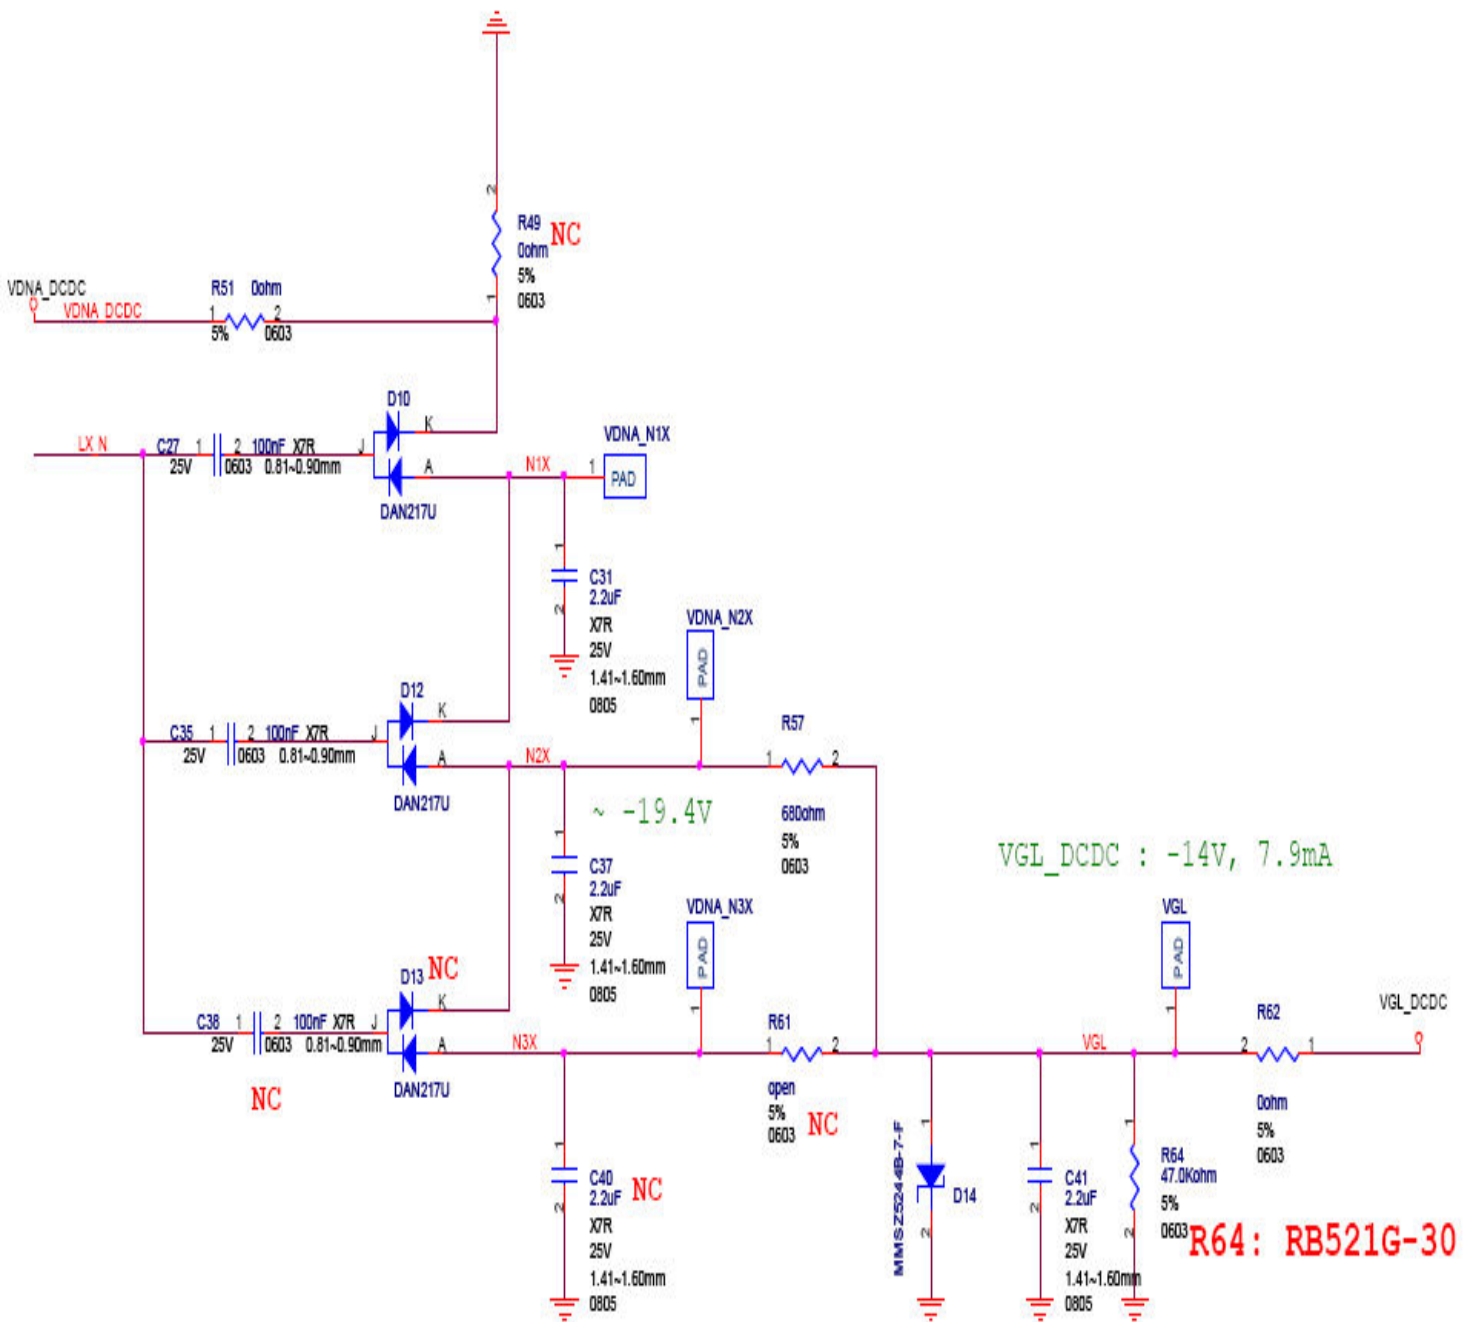 2
R49 NC
0ohm
5%
0603
1
VDNA_DCDC
VDNA_DCDC
R51 0ohm
1 2
5% 0603
D10
K
LX_N
C27 1 2 100nF X7R J
25V 0603 0.81~0.90mm
A
DAN217U
N1X
VDNA_N1X
1 PAD
1
C31
2.2uF
2
X7R
25V
1.41~1.60mm
0805
VDNA_N2X
PAD
1
D12
K
C35 1 2 100nF X7R J
25V 0603 0.81~0.90mm
A
DAN217U
N2X
R57
1 2
680ohm
5%
0603
~ -19.4V
1
C37
2.2uF
2
X7R
25V
1.41~1.60mm
0805
VGL_DCDC : -14V, 7.9mA
VDNA_N3X
PAD
1
VGL
PAD
1
D13 NC
K
C38 1 2 100nF X7R J
25V 0603 0.81~0.90mm
NC
A
DAN217U
N3X
R61
1 2
open
5%
0603 NC
VGL
R62
2 1
0ohm
5%
0603
VGL_DCDC
1
C40
2.2uF NC
2
X7R
25V
1.41~1.60mm
0805
MMSZ5244B-7-F
1
D14
2
1
C41
2.2uF
2
X7R
25V
1.41~1.60mm
0805
1
R64
47.0Kohm
5%
0603
2
R64: RB521G-30